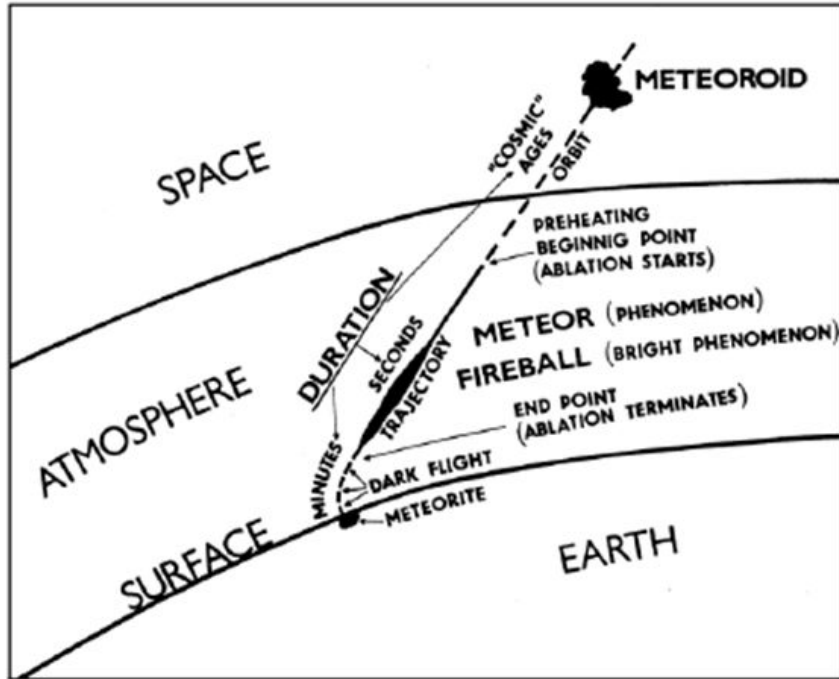 METEOROID
"COSMIC"
AGES
ORBIT
SPACE
PREHEATING
BEGINNIG POINT
(ABLATION STARTS)
DURATION
SECONDS
TRAJECTORY
METEOR (PHENOMENON)
FIREBALL (BRIGHT PHENOMENON)
ATMOSPHERE
END POINT
(ABLATION TERMINATES)
MINUTES
DARK FLIGHT
METEORITE
SURFACE
EARTH